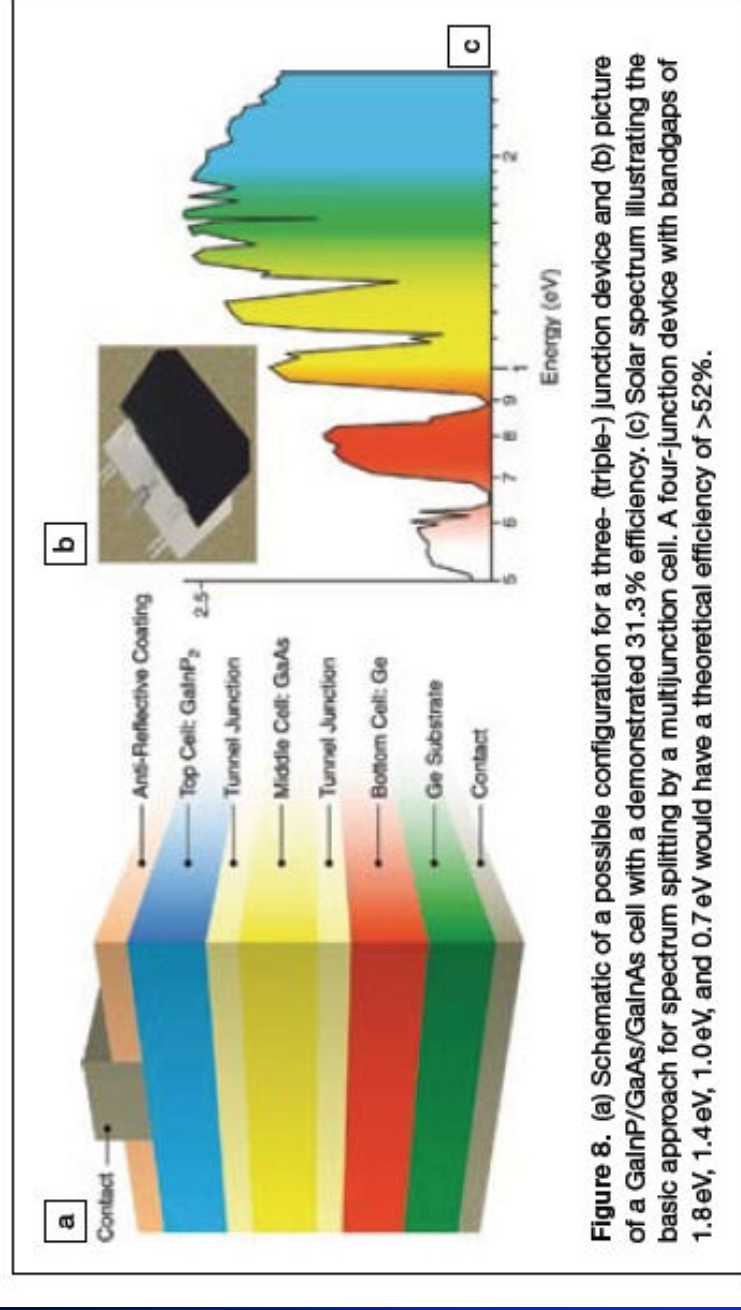 a
Contact
Anti-Reflective Coating
Top Cell: GaInP₂
Tunnel Junction
Middle Cell: GaAs
Tunnel Junction
Bottom Cell: Ge
Ge Substrate
Contact
b
c
2.5
5 6 7 8 9 1 2
Energy (eV)
Figure 8. (a) Schematic of a possible configuration for a three- (triple-) junction device and (b) picture
of a GaInP/GaAs/GaInAs cell with a demonstrated 31.3% efficiency. (c) Solar spectrum illustrating the
basic approach for spectrum splitting by a multijunction cell. A four-junction device with bandgaps of
1.8 eV, 1.4 eV, 1.0 eV, and 0.7 eV would have a theoretical efficiency of >52%.